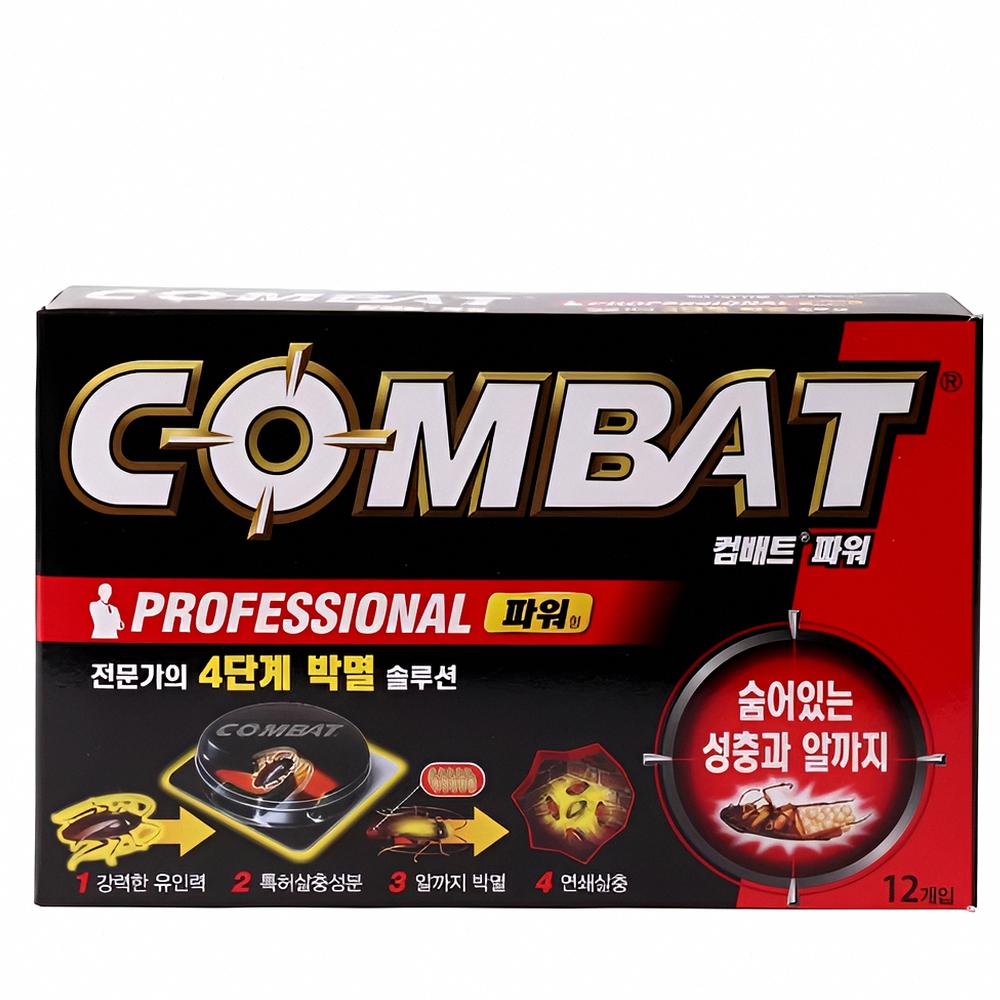 COMBAT
COMBAT®
컴배트® 파워
PROFESSIONAL 파워형
전문가의 4단계 박멸 솔루션
COMBAT
숨어있는
성충과 알까지
1 강력한 유인력 2 특허살충성분 3 알까지 박멸 4 연쇄살충
12개입